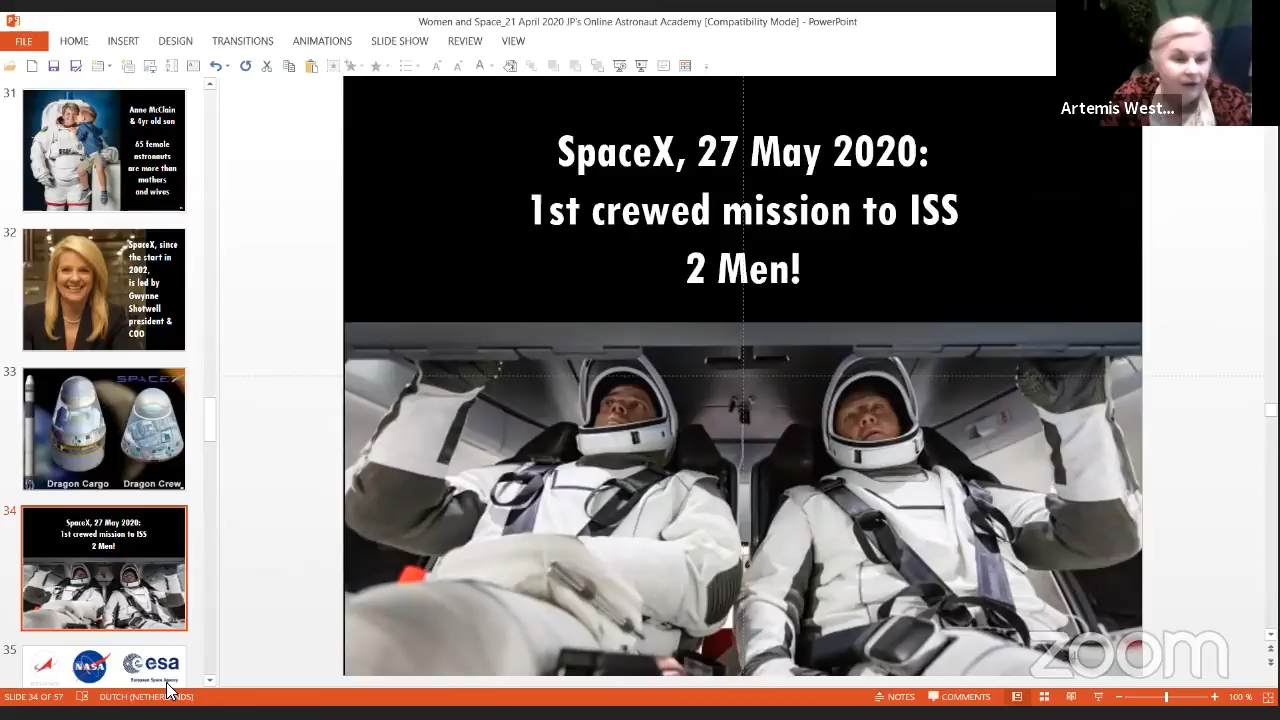 Women and Space_21 April 2020 JP's Online Astronaut Academy [Compatibility Mode] - PowerPoint
FILE HOME INSERT DESIGN TRANSITIONS ANIMATIONS SLIDE SHOW REVIEW VIEW
Artemis West...
31
Anne McClain
& 4yr old son
65 female
astronauts
are more than
mothers
and wives
32
SpaceX, since
the start in
2002,
is led by
Gwynne
Shotwell
president &
COO
33
SPACEX
Dragon Cargo Dragon Crew
34
SpaceX, 27 May 2020:
1st crewed mission to ISS
2 Men!
35
NASA
esa
European Space Agency
SpaceX, 27 May 2020:
1st crewed mission to ISS
2 Men!
zoom
SLIDE 34 OF 57 DUTCH (NETHERLANDS) NOTES COMMENTS 100 %